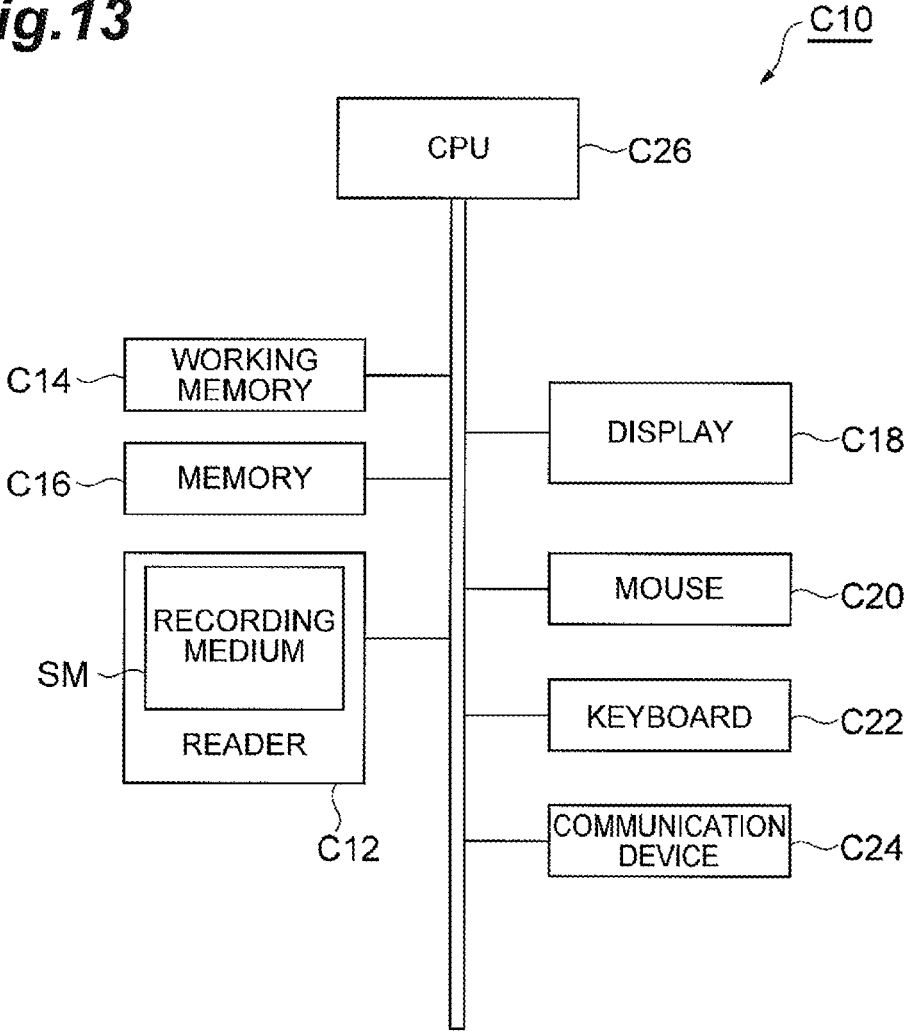 ig.13
C10
CPU
C26
C14
WORKING
MEMORY
C16
MEMORY
RECORDING
MEDIUM
SM
READER
C12
DISPLAY
C18
MOUSE
C20
KEYBOARD
C22
COMMUNICATION
DEVICE
C24